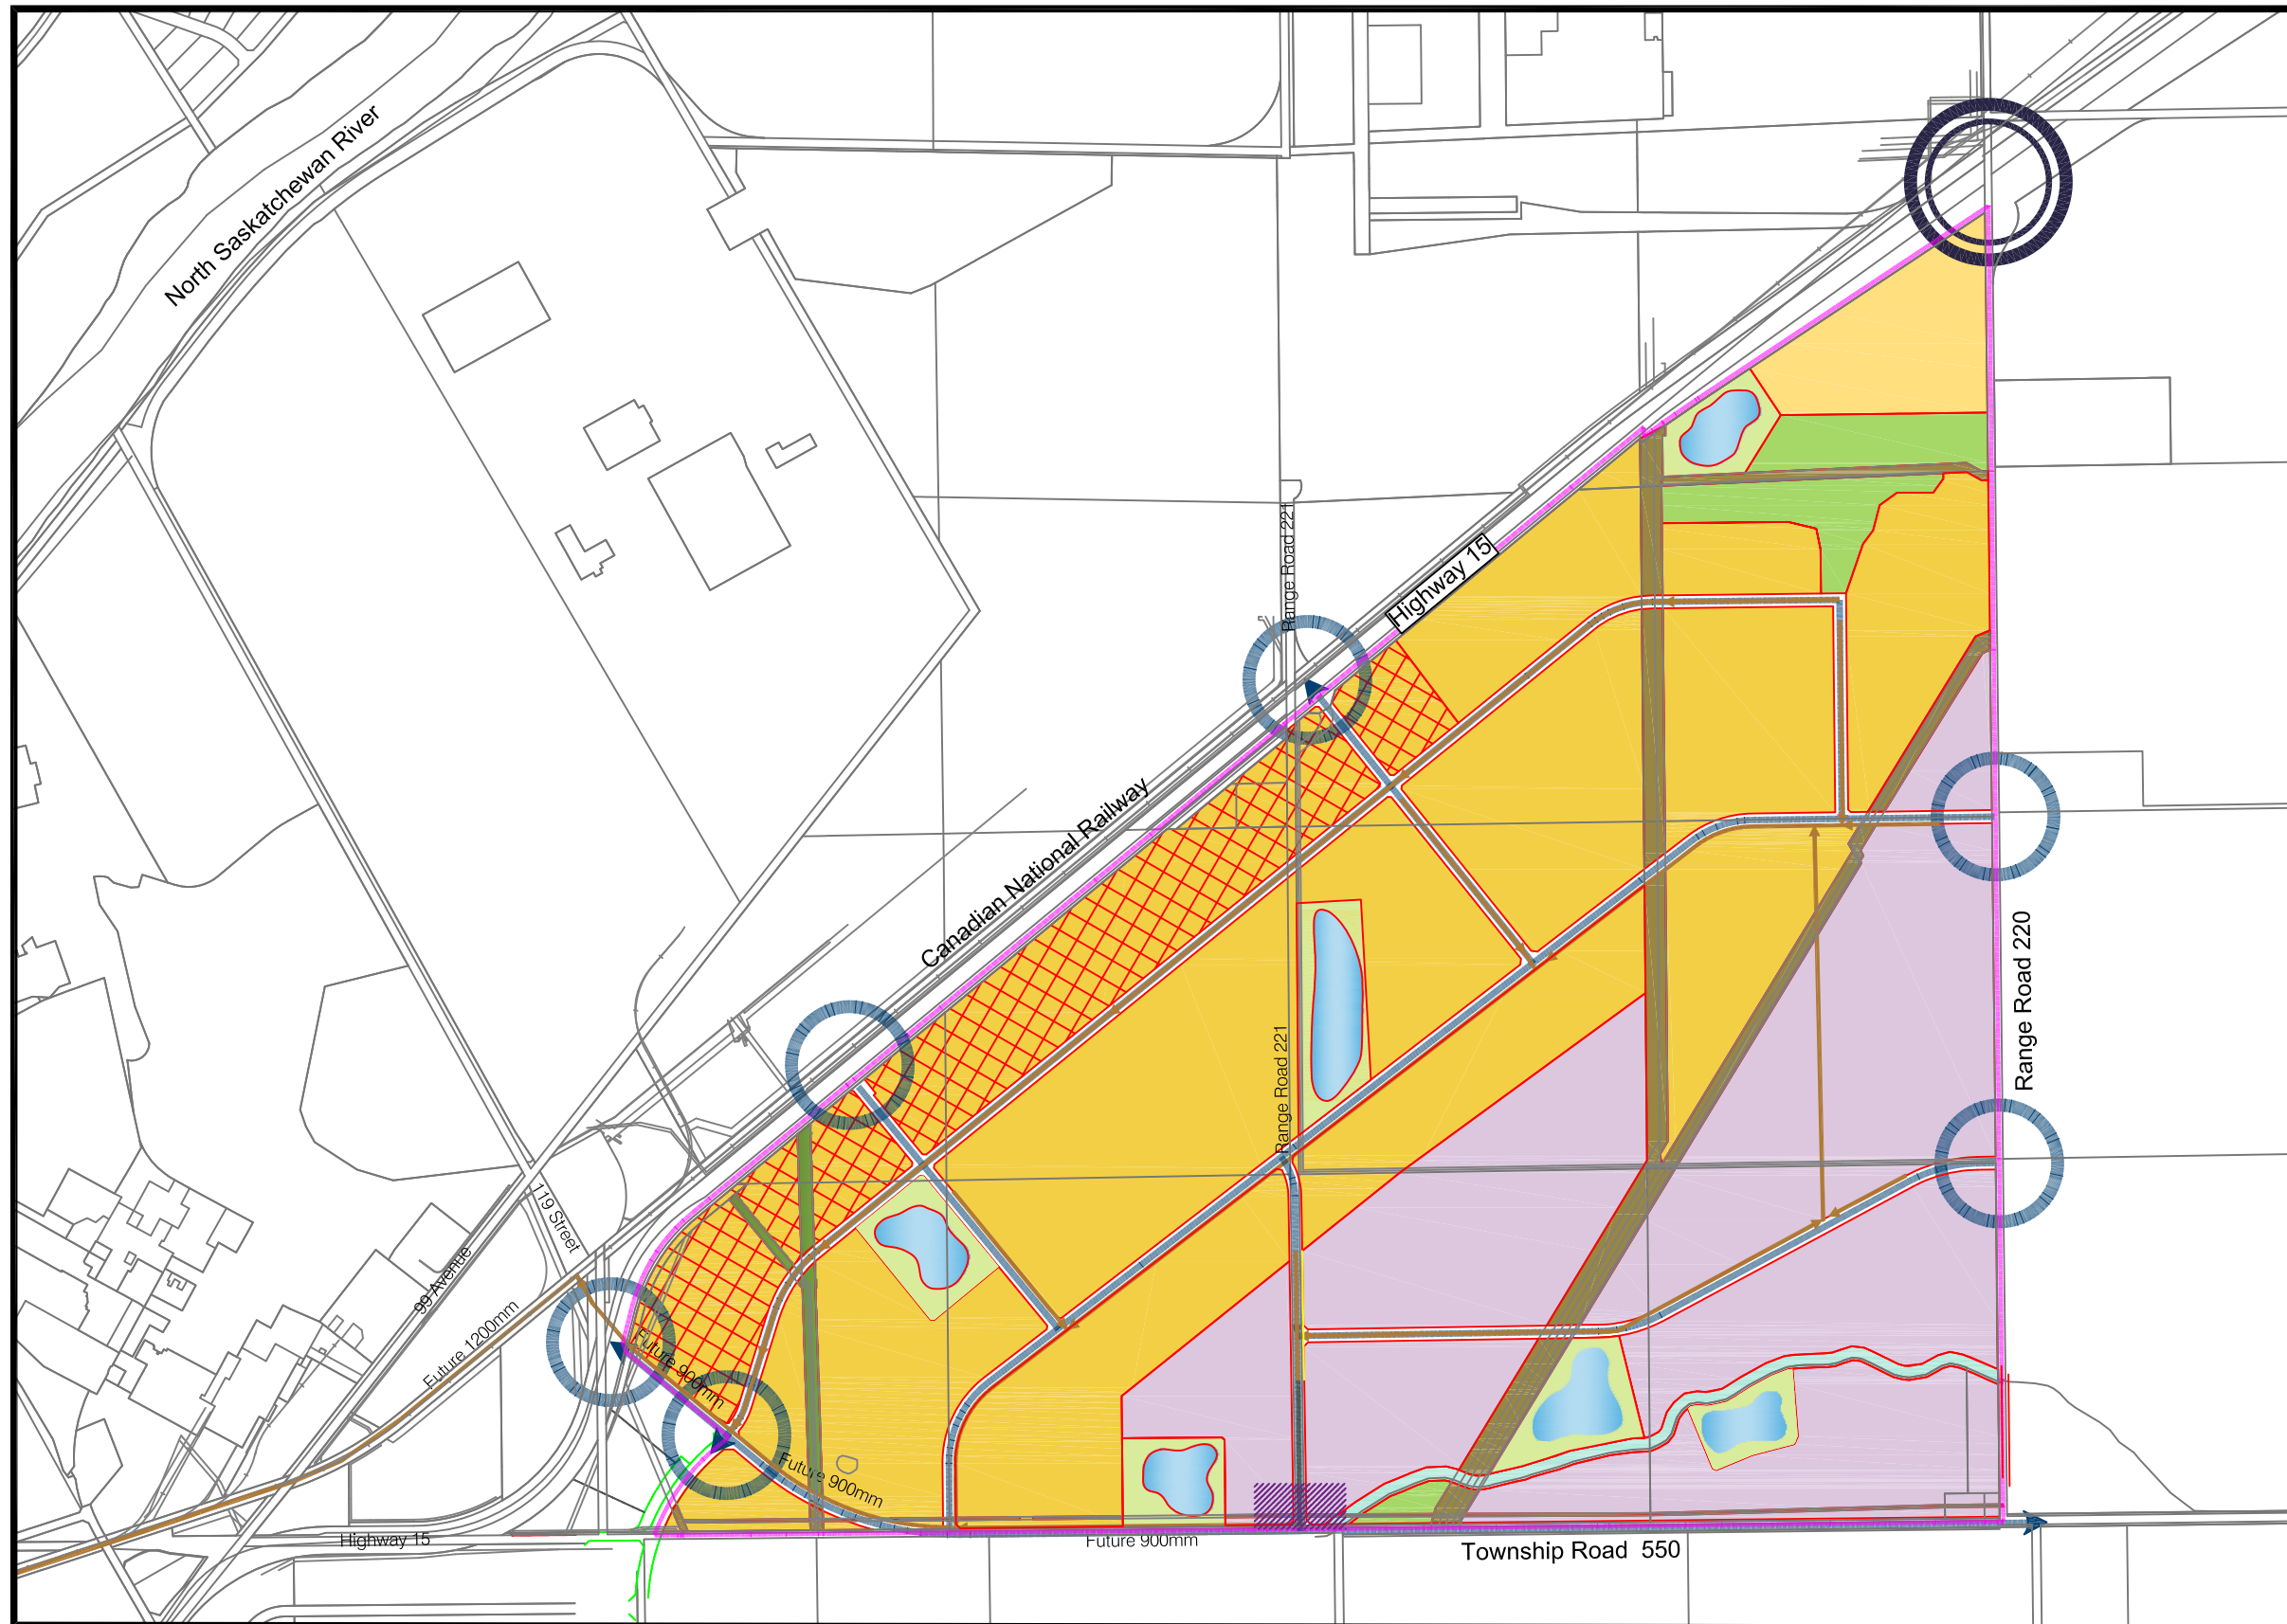 North Saskatchewan River
Range Road 221
Highway 15
Canadian National Railway
Range Road 220
Range Road 221
119 Street
99 Avenue
Future 1200mm
Future 900mm
Future 900mm
Highway 15
Future 900mm
Township Road 550